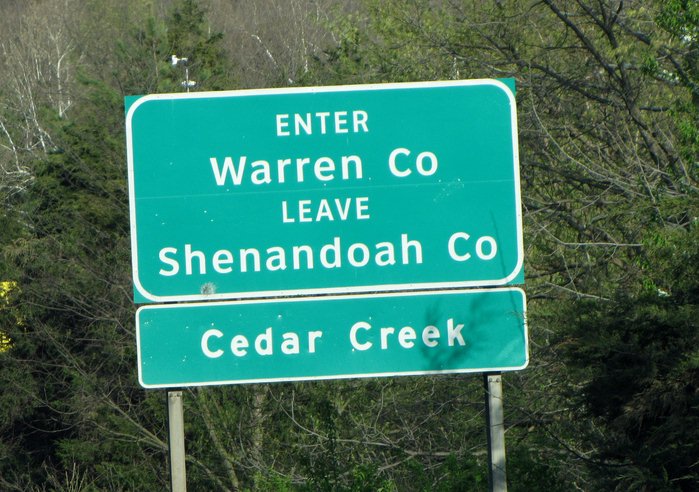 ENTER
Warren Co
LEAVE
Shenandoah Co
Cedar Creek